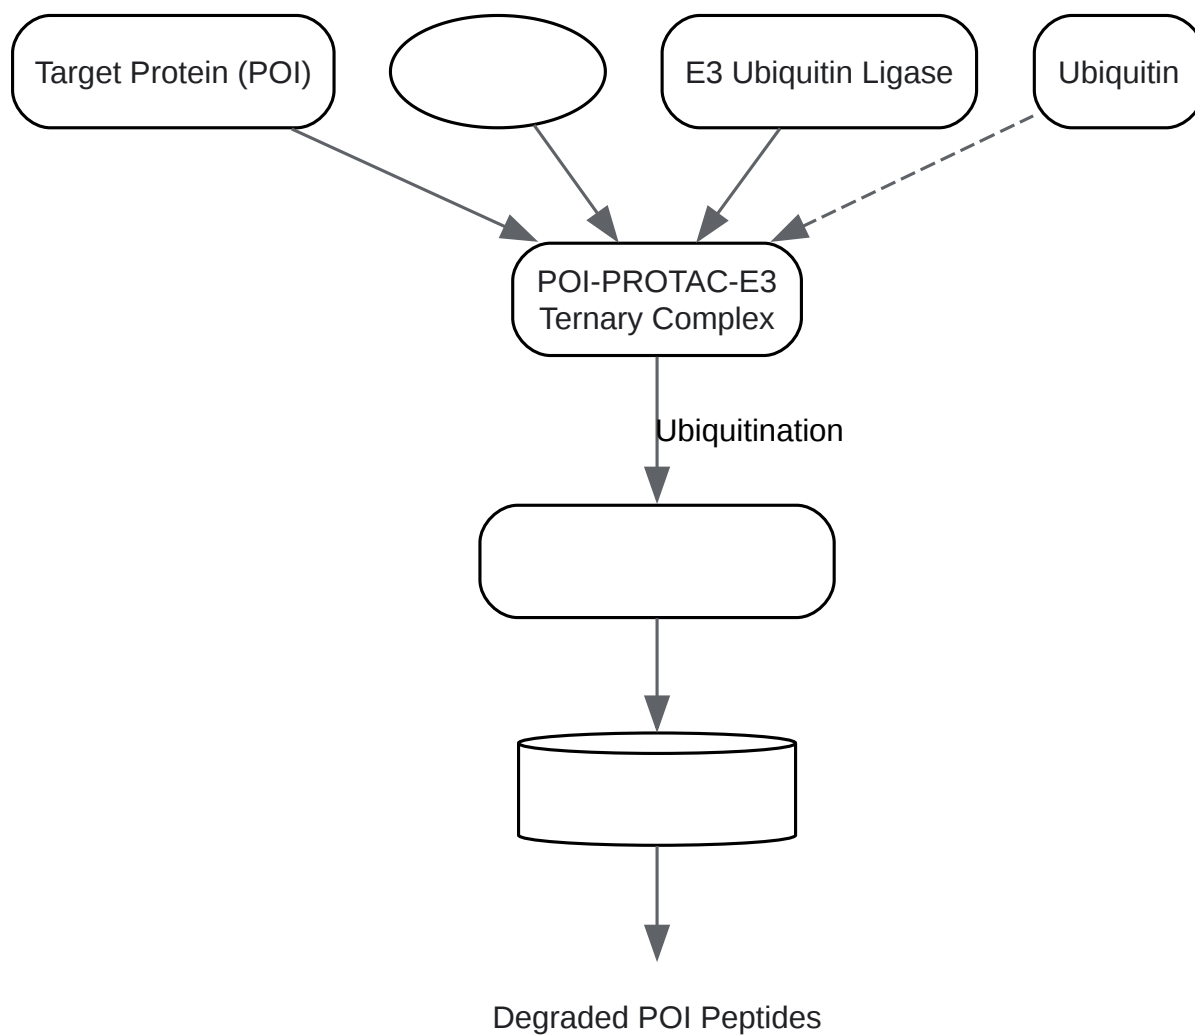 Target Protein (POI)
E3 Ubiquitin Ligase
Ubiquitin
POI-PROTAC-E3
Ternary Complex
Ubiquitination
Degraded POI Peptides